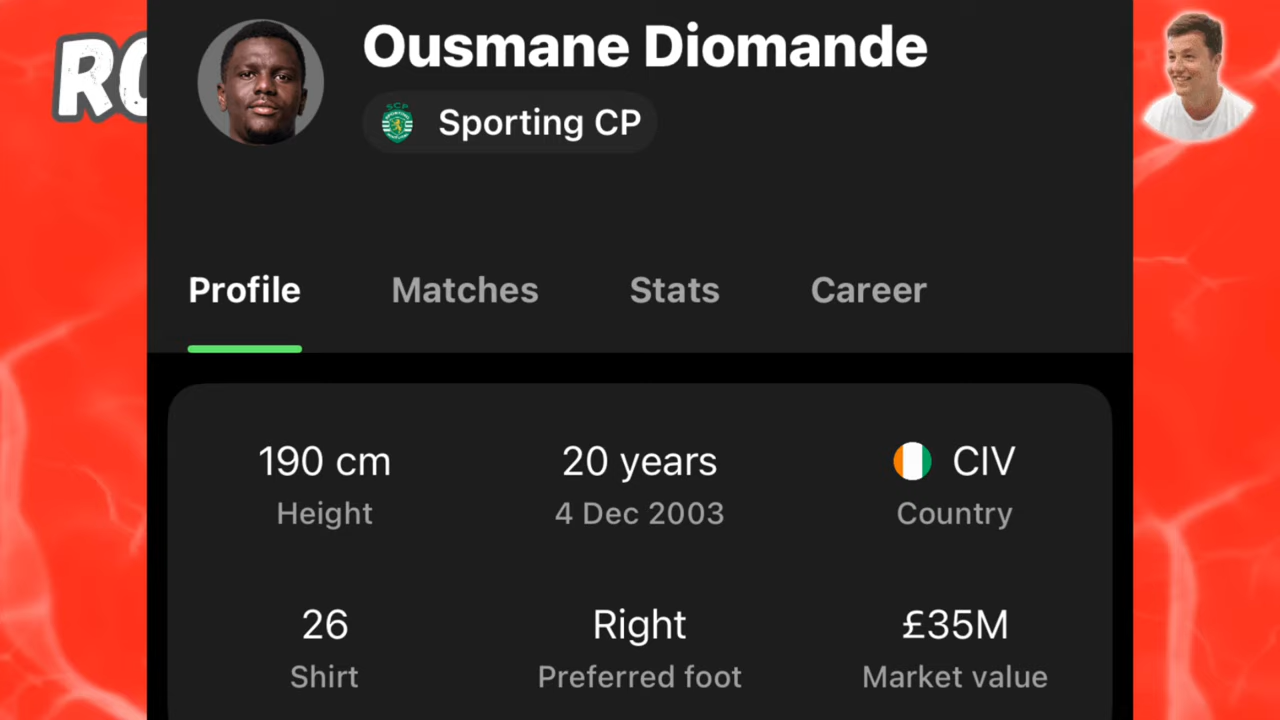 Ousmane Diomande
SCP
Sporting CP
Profile Matches Stats Career
190 cm 20 years CIV
Height 4 Dec 2003 Country
26 Right £35M
Shirt Preferred foot Market value